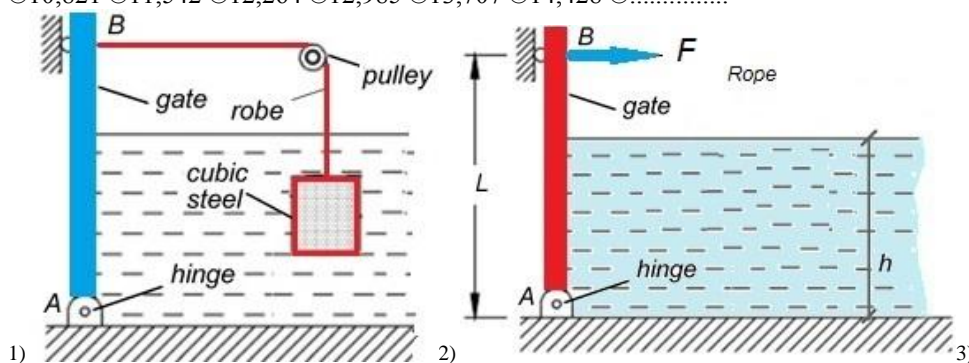 ○10,821 ○11,542 ○12,264 ○12,985 ○13,707 ○14,428 ○...............
B
pulley
gate
robe
cubic
steel
hinge
A
1)
B
F
Rope
gate
L
h
hinge
A
2)
3)